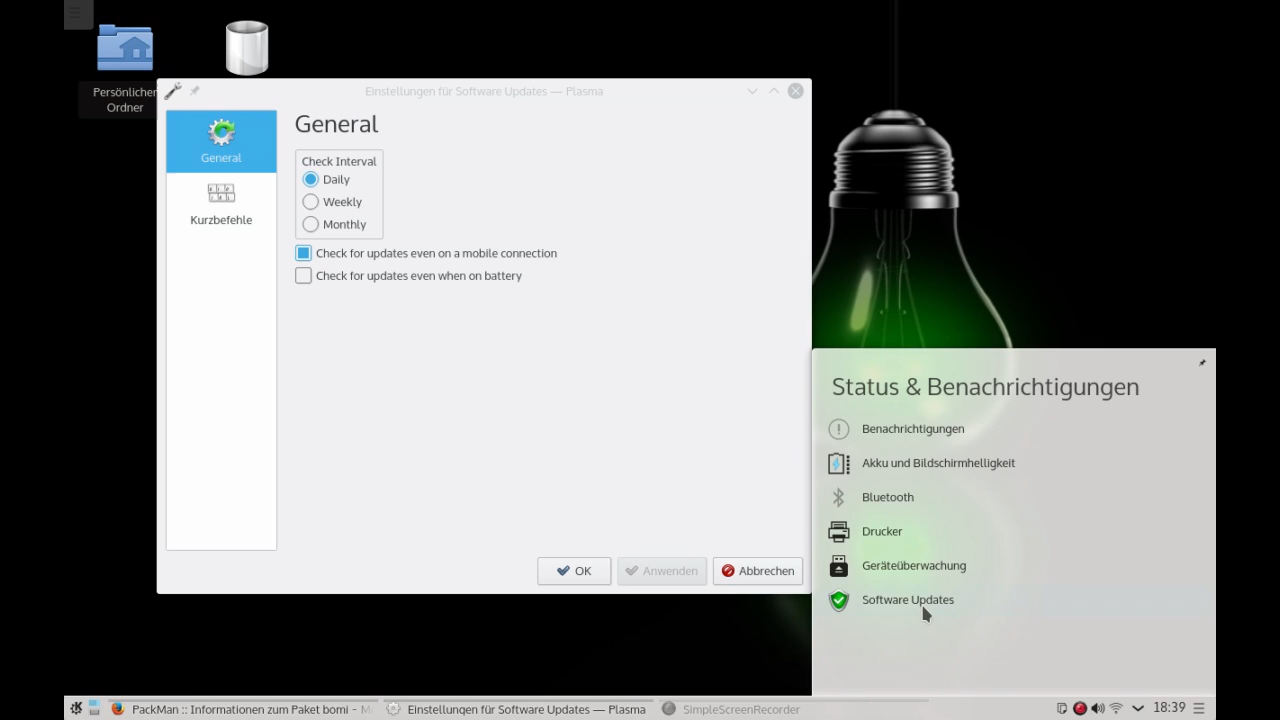 Persönlicher
Ordner
Einstellungen für Software Updates — Plasma
General
Kurzbefehle
General
Check Interval
Daily
Weekly
Monthly
Check for updates even on a mobile connection
Check for updates even when on battery
OK
Anwenden
Abbrechen
Status & Benachrichtigungen
Benachrichtigungen
Akku und Bildschirmhelligkeit
Bluetooth
Drucker
Geräteüberwachung
Software Updates
PackMan :: Informationen zum Paket bomi - M
Einstellungen für Software Updates — Plasma
SimpleScreenRecorder
18:39